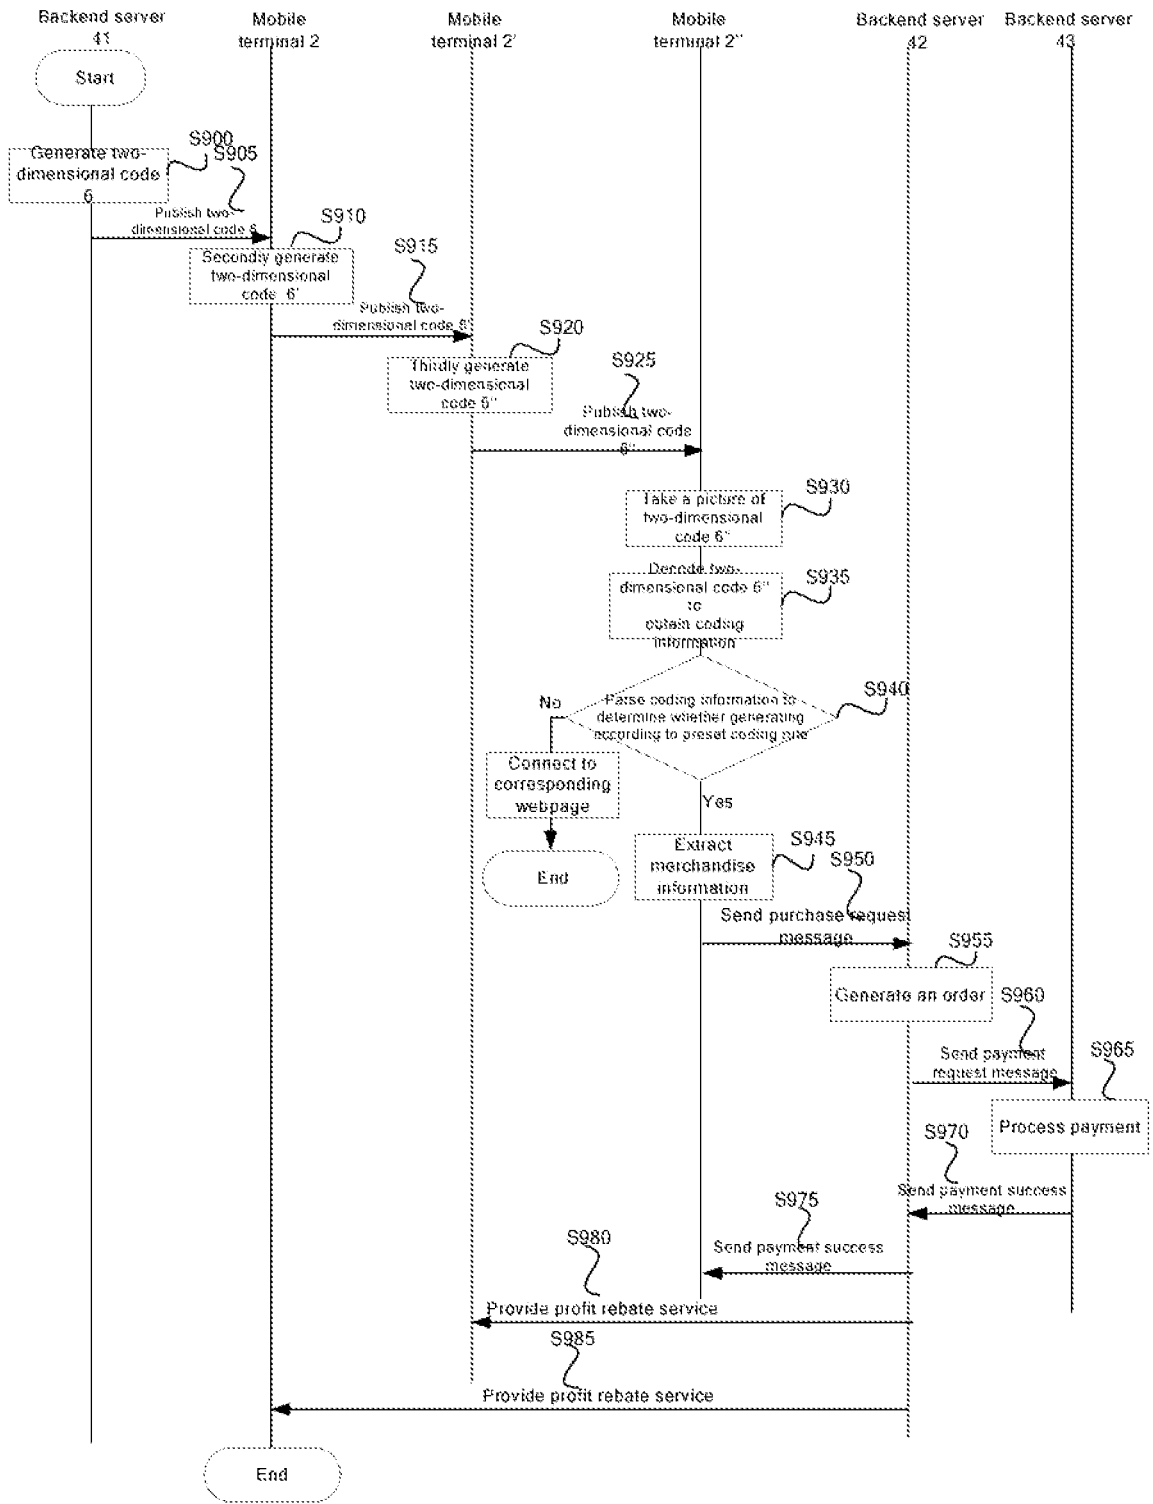 Backend server
41
Mobile
terminal 2
Mobile
terminal 2'
Mobile
terminal 2''
Backend server
42
Backend server
43
Start
S900
Generate two-
dimensional code
6
S905
Publish two-
dimensional code 6
S910
Secondly generate
two-dimensional
code 6'
S915
Publish two-
dimensional code 6'
S920
Thirdly generate
two-dimensional
code 6''
S925
Publish two-
dimensional code
6''
S930
Take a picture of
two-dimensional
code 6''
S935
Decode two-
dimensional code 6''
to
obtain coding
information
S940
Parse coding information to
determine whether generating
according to preset coding rule
No
Connect to
corresponding
webpage
End
Yes
S945
Extract
merchandise
information
S950
Send purchase request
message
S955
Generate an order
S960
Send payment
request message
S965
Process payment
S970
Send payment success
message
S975
Send payment success
message
S980
Provide profit rebate service
S985
Provide profit rebate service
End